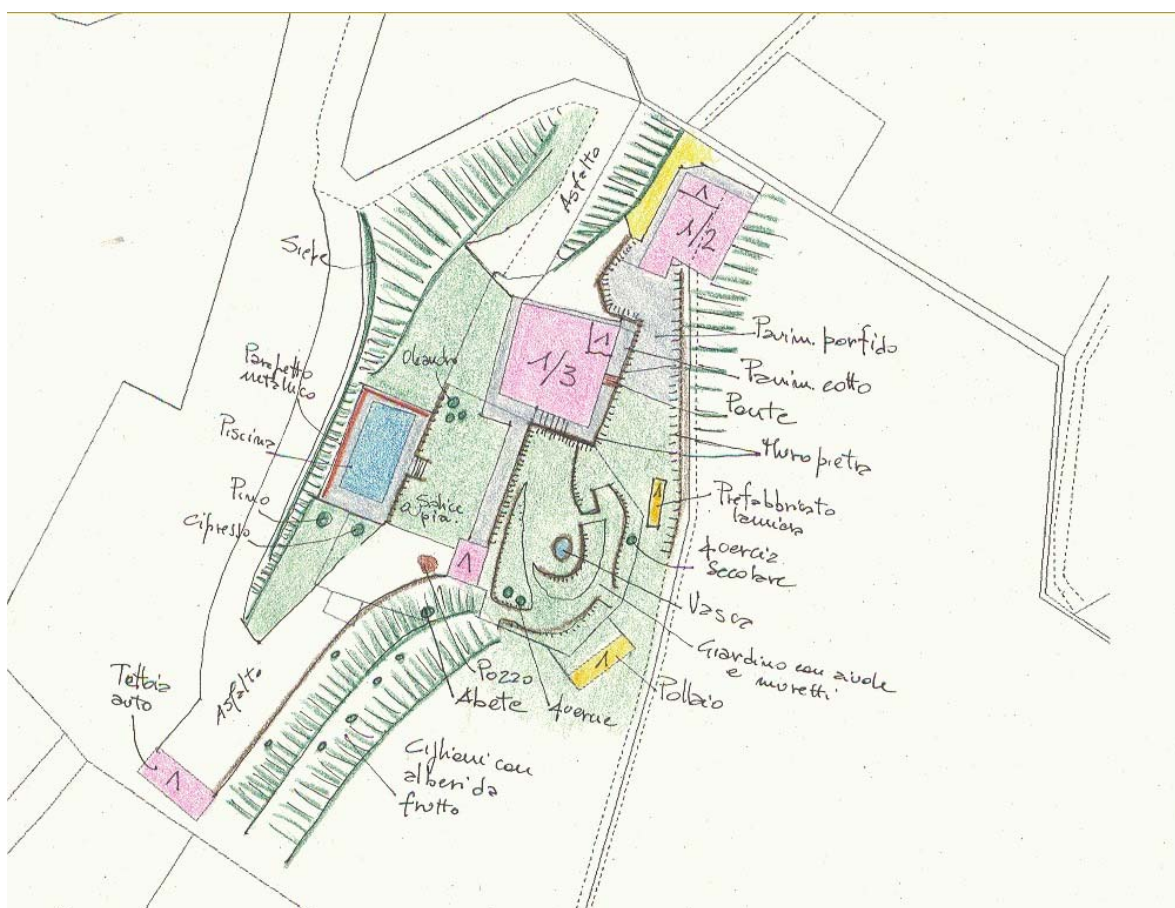 Asfalto
Siepe
1
1/2
Oleandro
1
1/3
Pavim. porfido
Pavim. cotto
Ponte
Muro pietra
Parapetto
metallico
Piscina
Pino
Cipresso
Salice
1
Prefabbricato
lamiera
Quercia
Secolare
Vasca
Giardino con aiuole
e muretti
1
1
Pollaio
Pozzo
Abete
Querce
Tettoia
auto
Asfalto
1
Ciglioni con
alberi da
frutto